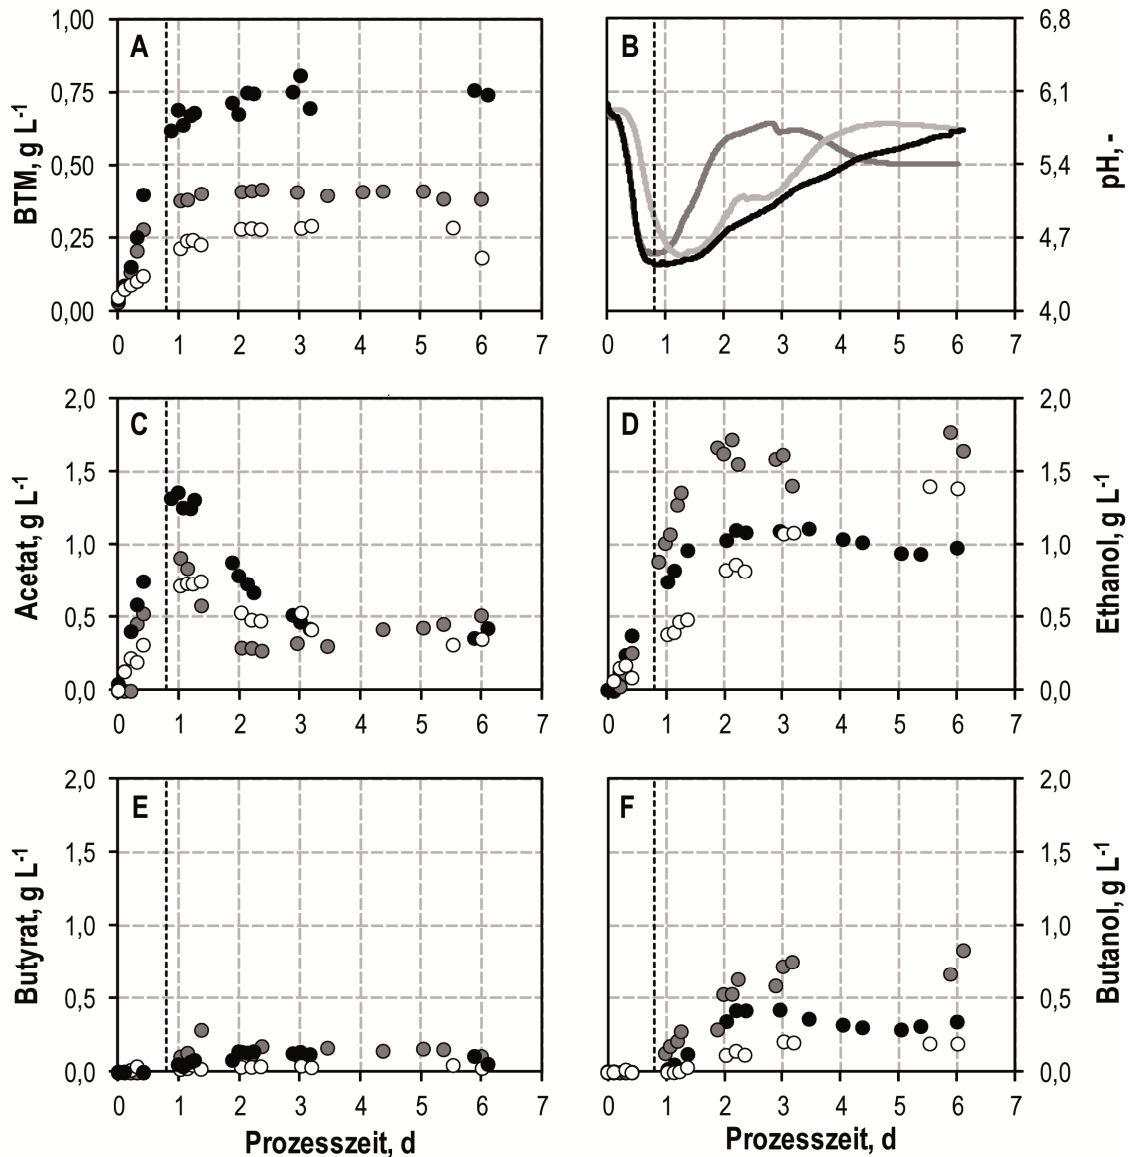 1,00
0,75
0,50
0,25
0,00
BTM, g L-1
A
0 1 2 3 4 5 6 7
B
6,8
6,1
5,4
4,7
4,0
pH, -
0 1 2 3 4 5 6 7
2,0
1,5
1,0
0,5
0,0
Acetat, g L-1
C
0 1 2 3 4 5 6 7
D
2,0
1,5
1,0
0,5
0,0
Ethanol, g L-1
0 1 2 3 4 5 6 7
2,0
1,5
1,0
0,5
0,0
Butyrat, g L-1
E
0 1 2 3 4 5 6 7
Prozesszeit, d
F
2,0
1,5
1,0
0,5
0,0
Butanol, g L-1
0 1 2 3 4 5 6 7
Prozesszeit, d